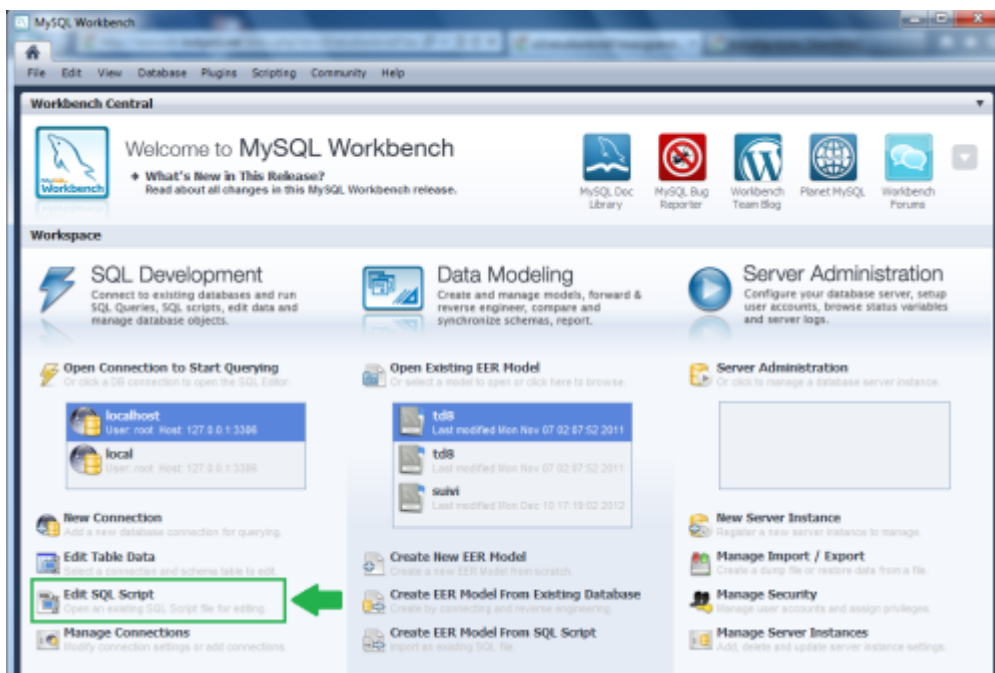 MySQL Workbench
File Edit View Database Plugins Scripting Community Help
Workbench Central
Welcome to MySQL Workbench
What's New in This Release?
Read about all changes in this MySQL Workbench release.
Workbench
MySQL Doc
Library
MySQL Bug
Reporter
Workbench
Team Blog
Planet MySQL
Workbench
Forums
Workspace
SQL Development
Connect to existing databases and run
SQL Queries, SQL scripts, edit data and
manage database objects.
Open Connection to Start Querying
Or click a DB connection to open the SQL Editor.
localhost
User: root Host: 127.0.0.1:3306
local
User: root Host: 127.0.0.1:3306
New Connection
Add a new database connection for querying.
Edit Table Data
Select a connection and schema table to edit.
Edit SQL Script
Open an existing SQL Script file for editing.
Manage Connections
Modify connection settings or add connections.
Data Modeling
Create and manage models, forward &
reverse engineer, compare and
synchronize schemas, report.
Open Existing EER Model
Or select a model to open or click here to browse.
td8
Last modified Mon Nov 07 02:07:52 2011
td8
Last modified Mon Nov 07 02:07:52 2011
suivi
Last modified Mon Dec 10 17:19:02 2012
Create New EER Model
Create a new EER Model from scratch.
Create EER Model From Existing Database
Create by connecting and reverse engineering.
Create EER Model From SQL Script
Import an existing SQL file.
Server Administration
Configure your database server, setup
user accounts, browse status variables
and server logs.
Server Administration
Or click to manage a database server instance.
New Server Instance
Register a new server instance to manage.
Manage Import / Export
Create a dump file or restore data from a file.
Manage Security
Manage user accounts and assign privileges.
Manage Server Instances
Add, delete and update server instance settings.